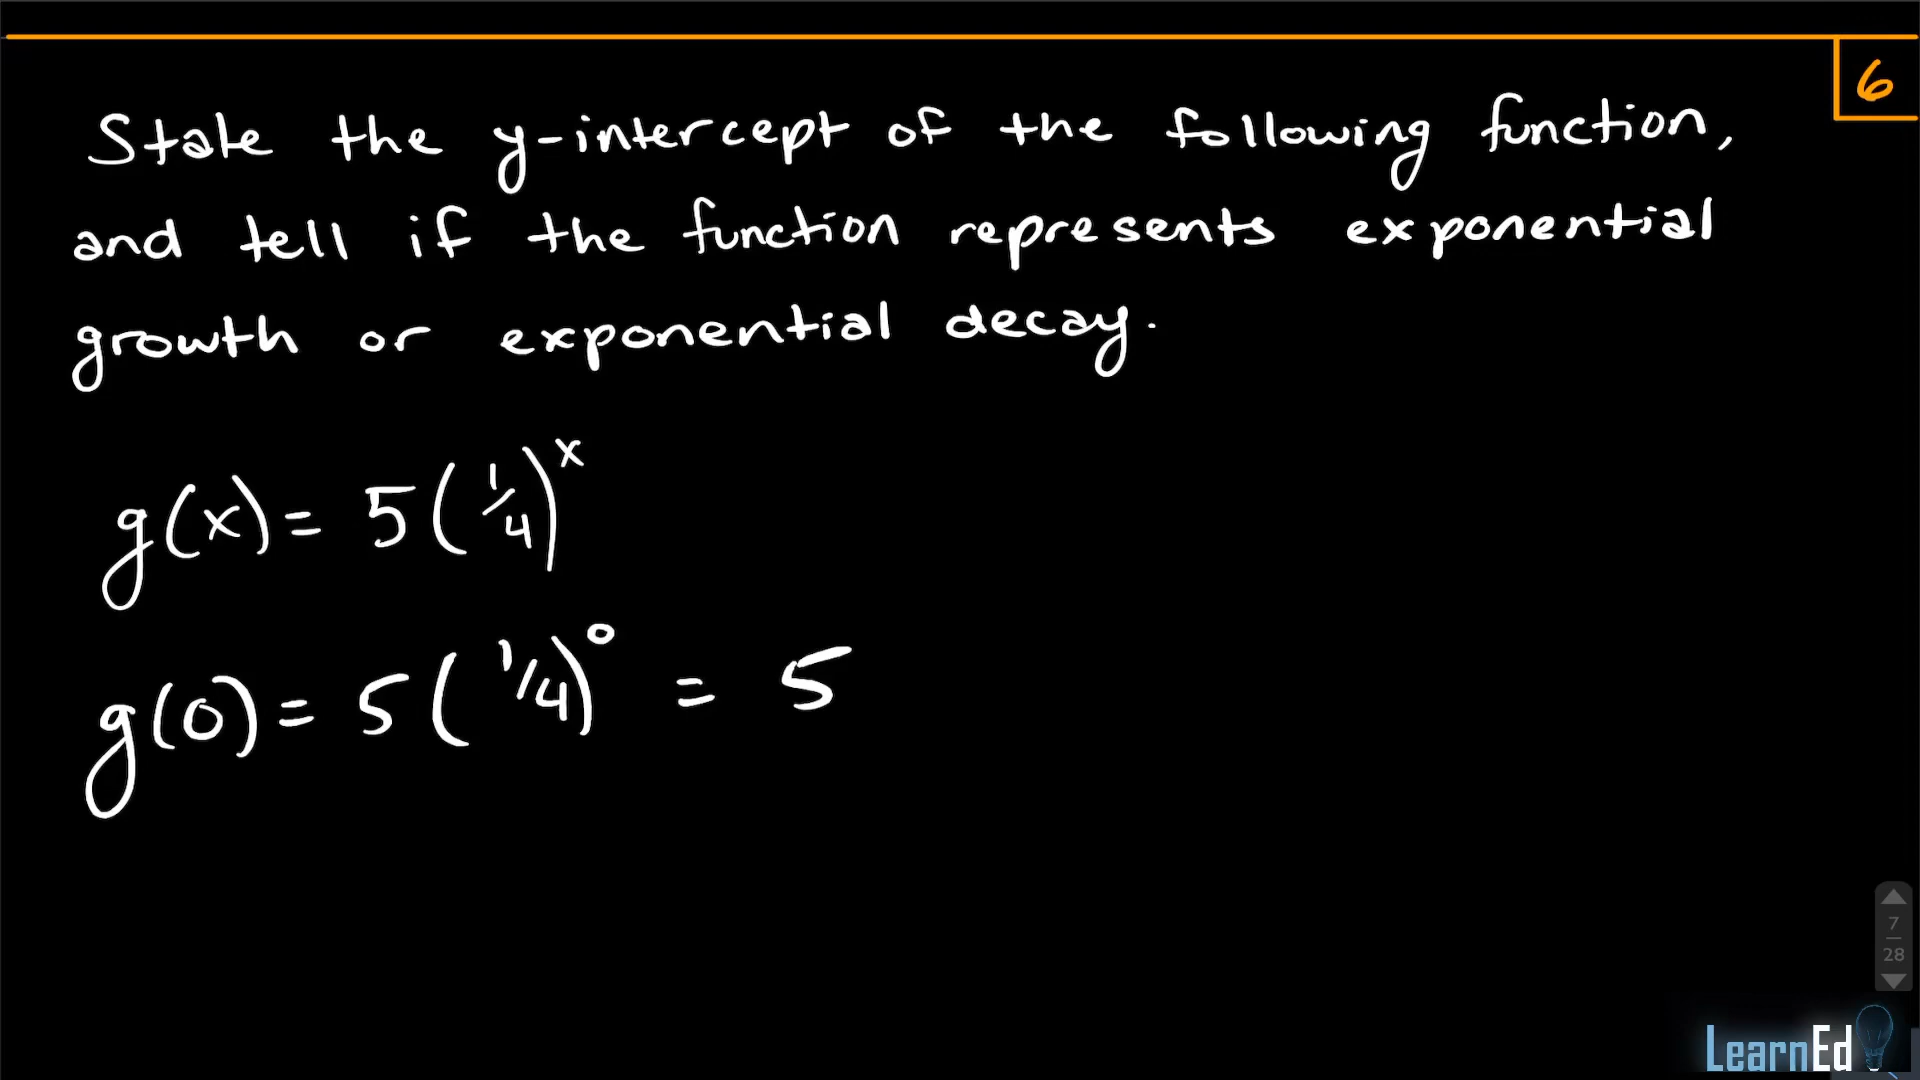 6
State the y-intercept of the following function,
and tell if the function represents exponential
growth or exponential decay.
g(x) = 5(1/4)^x
g(0) = 5(1/4)^0 = 5
7
28
LearnEd